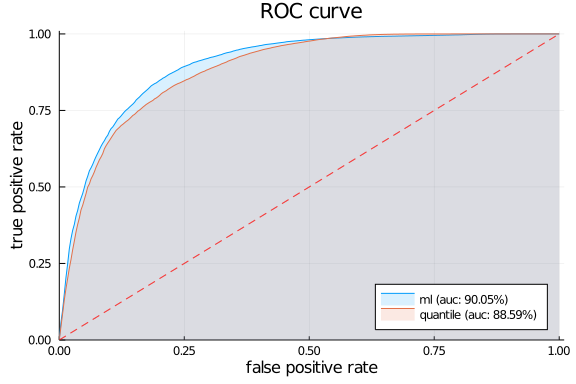 ROC curve
true positive rate
1.00
0.75
0.50
0.25
0.00
0.00 0.25 0.50 0.75 1.00
false positive rate
ml (auc: 90.05%)
quantile (auc: 88.59%)